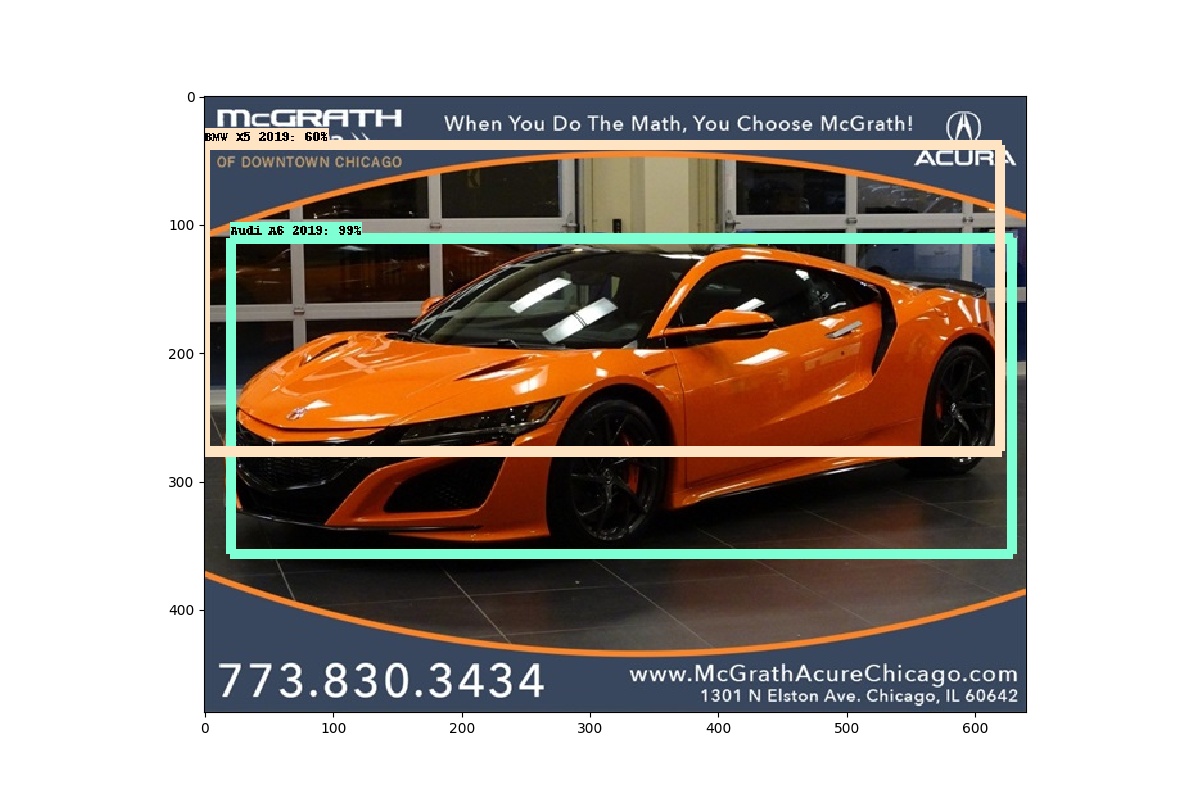 McGRATH
When You Do The Math, You Choose McGrath!
BMW X5 2019: 60%
ACURA
OF DOWNTOWN CHICAGO
Audi A6 2019: 99%
773.830.3434
www.McGrathAcureChicago.com
1301 N Elston Ave. Chicago, IL 60642
0
100
200
300
400
0 100 200 300 400 500 600